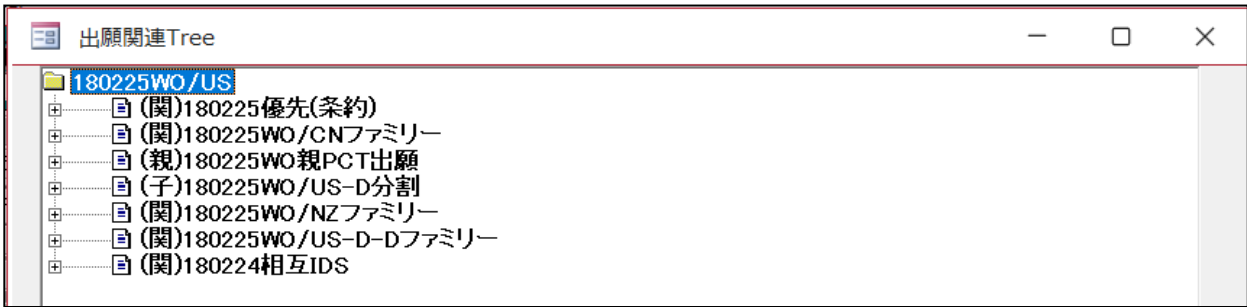 出願関連Tree
180225WO/US
(関)180225優先(条約)
(関)180225WO/CNファミリー
(親)180225WO親PCT出願
(子)180225WO/US-D分割
(関)180225WO/NZファミリー
(関)180225WO/US-D-Dファミリー
(関)180224相互IDS